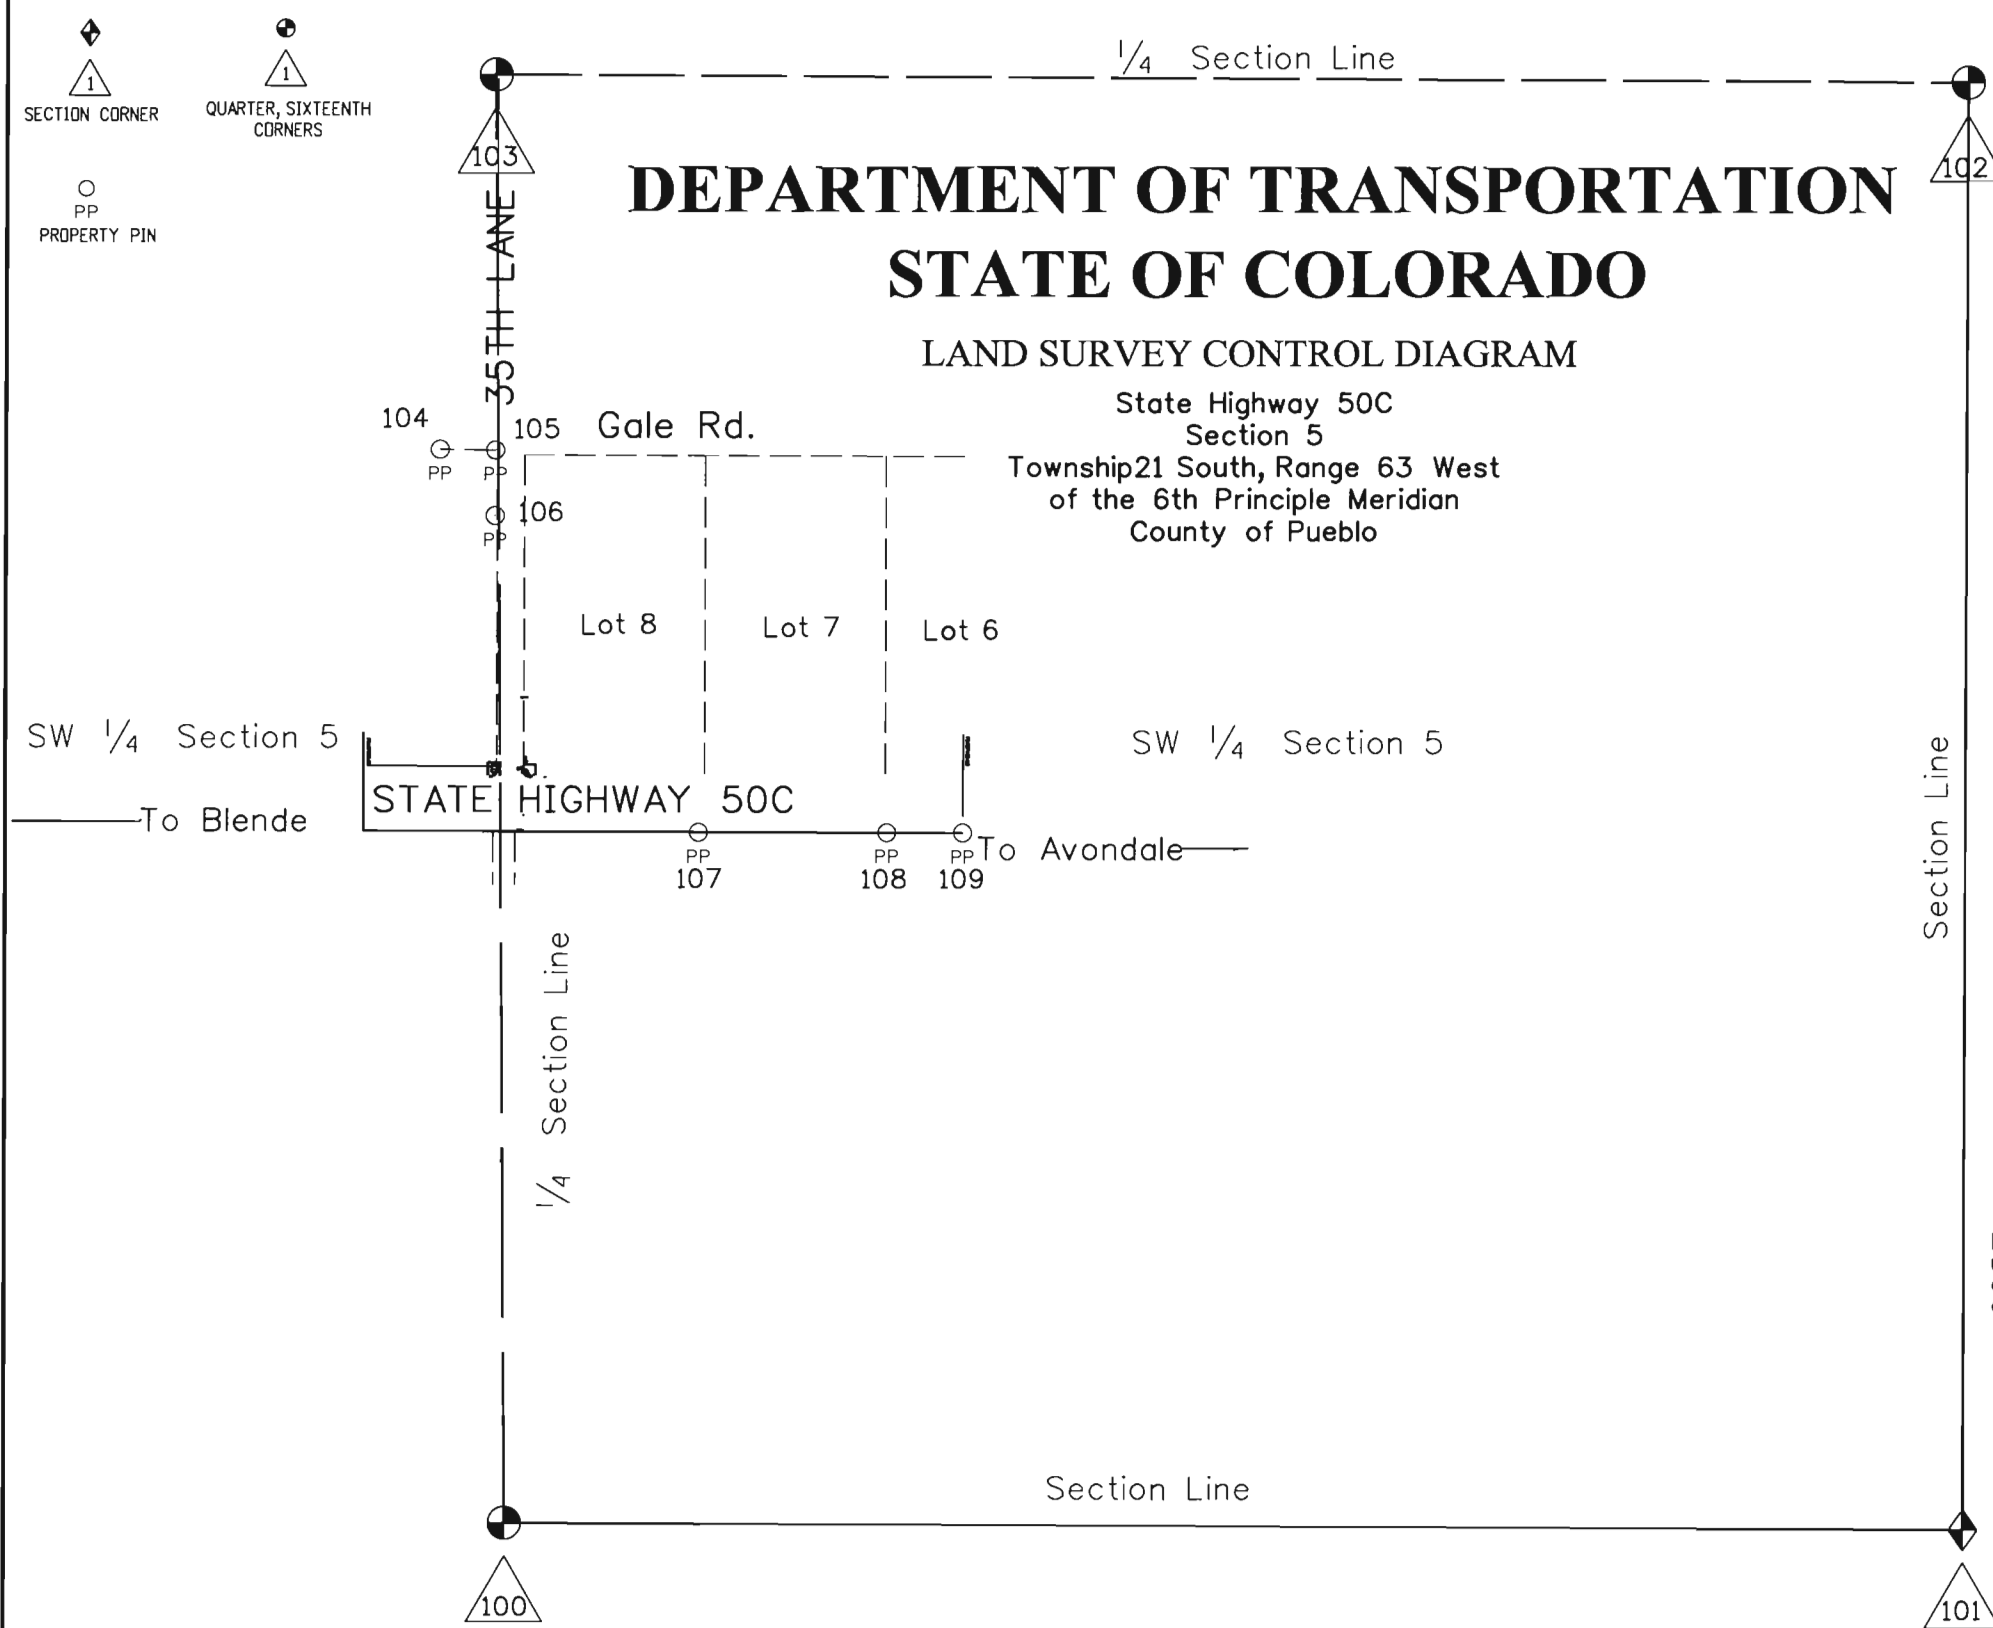 1
SECTION CORNER
1
QUARTER, SIXTEENTH
CORNERS
PP
PROPERTY PIN
1/4 Section Line
103
102
DEPARTMENT OF TRANSPORTATION
STATE OF COLORADO
LAND SURVEY CONTROL DIAGRAM
State Highway 50C
Section 5
Township21 South, Range 63 West
of the 6th Principle Meridian
County of Pueblo
35TH LANE
104
PP
105
PP
Gale Rd.
106
PP
Lot 8
Lot 7
Lot 6
SW 1/4 Section 5
SW 1/4 Section 5
STATE HIGHWAY 50C
To Blende
To Avondale
PP
107
PP
108
PP
109
Section Line
1/4 Section Line
Section Line
100
101